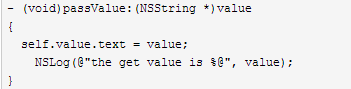 - (void)passValue:(NSString *)value
{
  self.value.text = value;
    NSLog(@"the get value is %@", value);
}